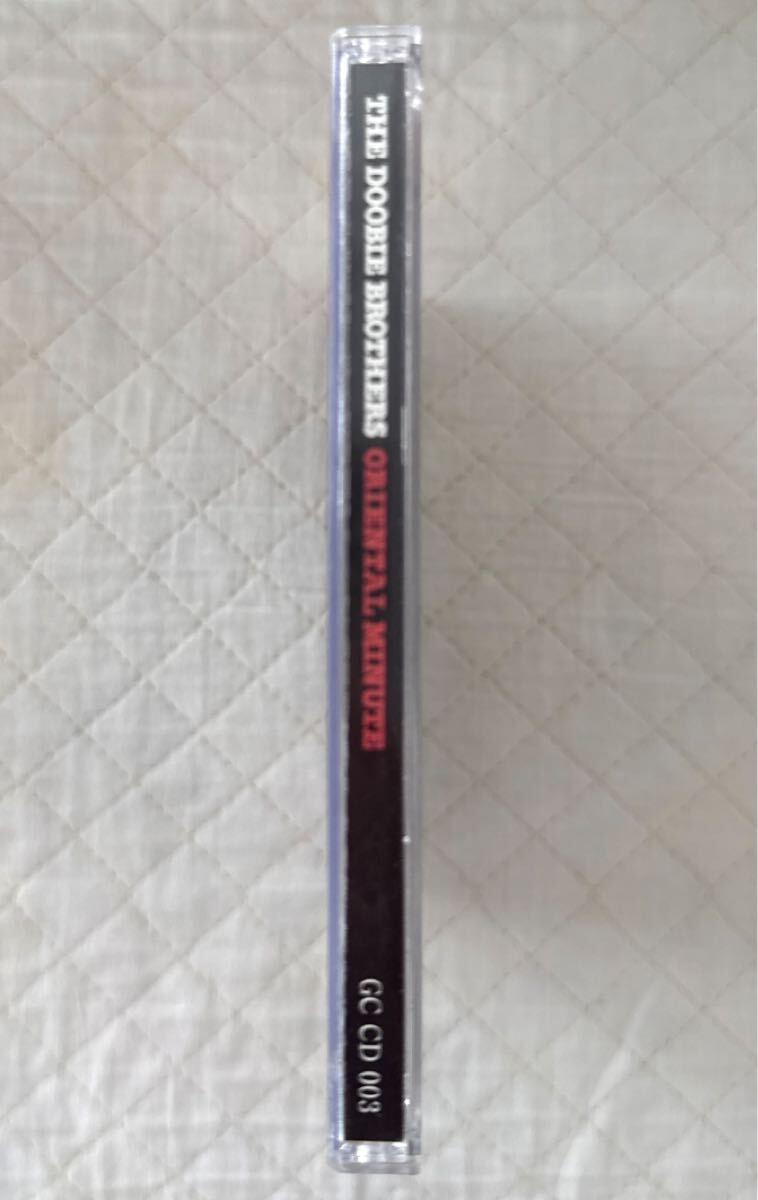 THE DOOBIE BROTHERS ORIENTAL MINUTE GC CD 003